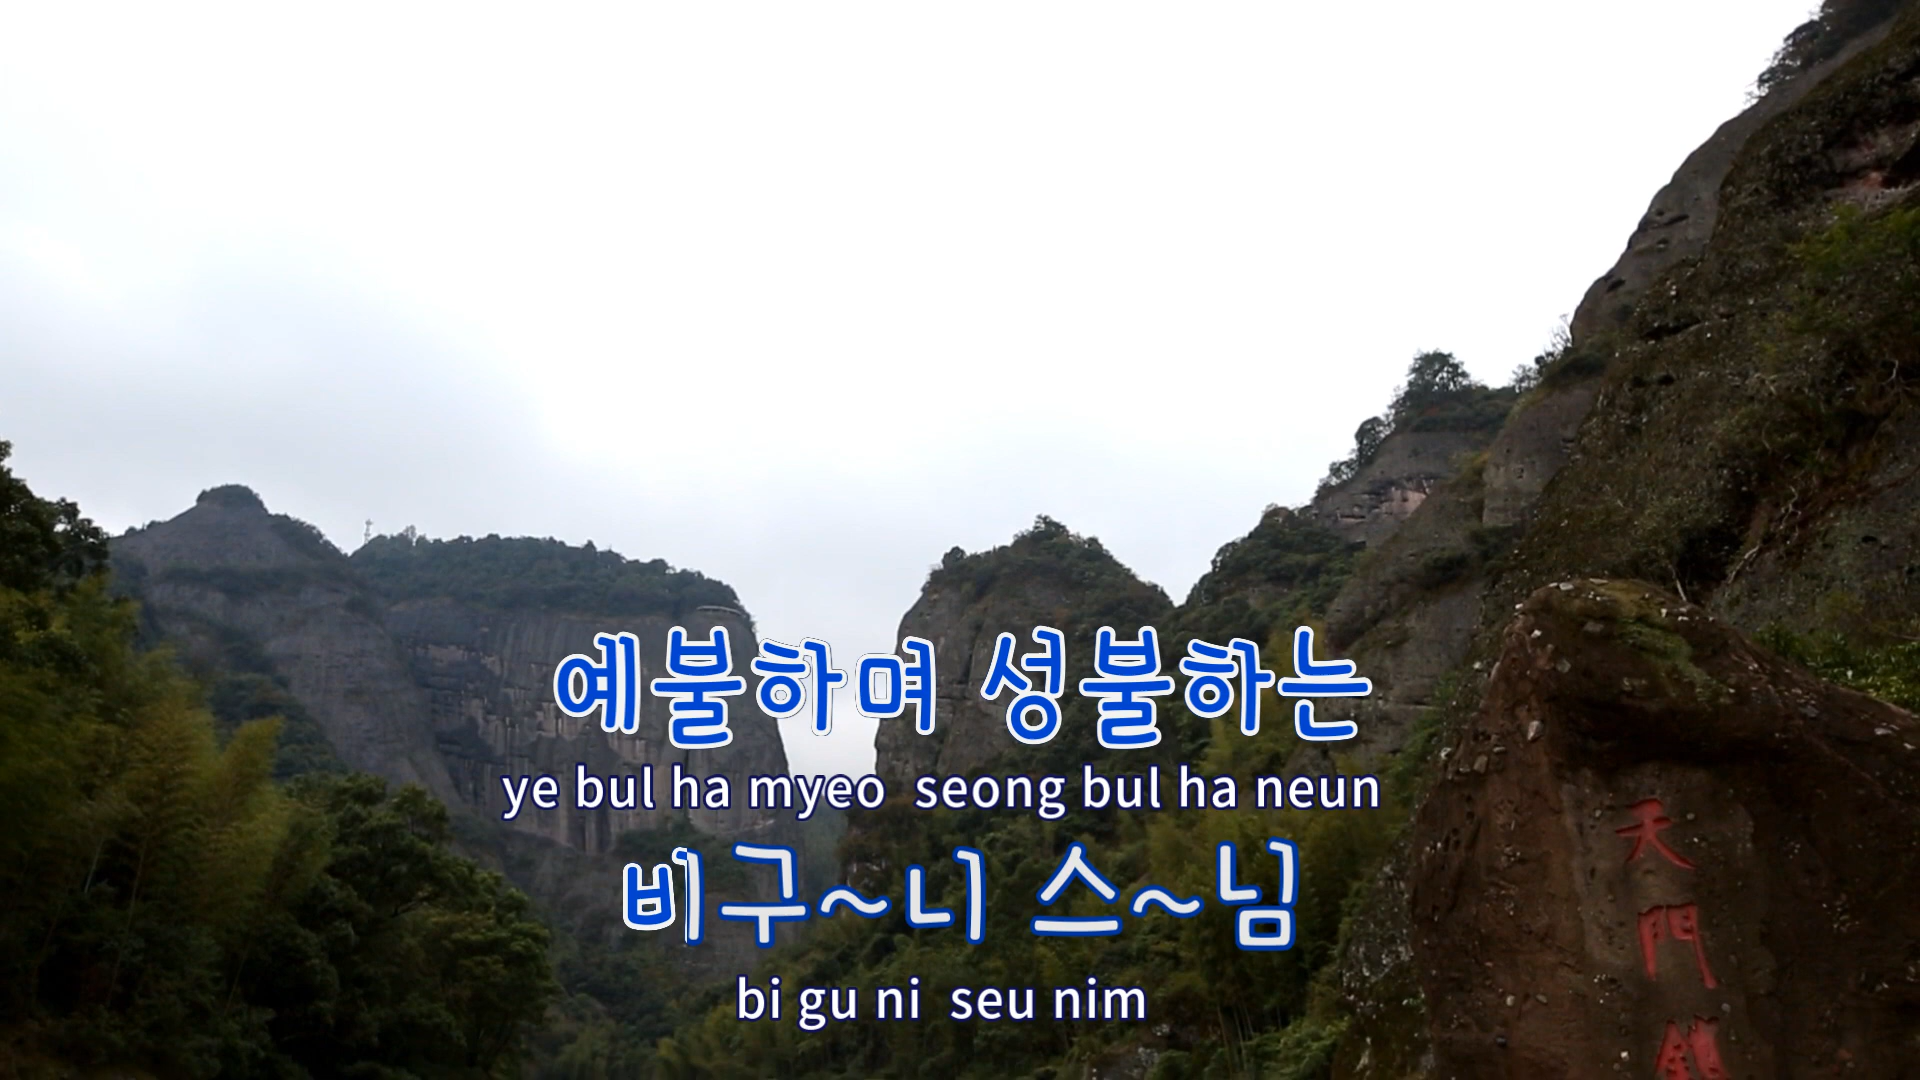 예불하며 성불하는
ye bul ha myeo seong bul ha neun
비구~니 스~님
bi gu ni seu nim
天門